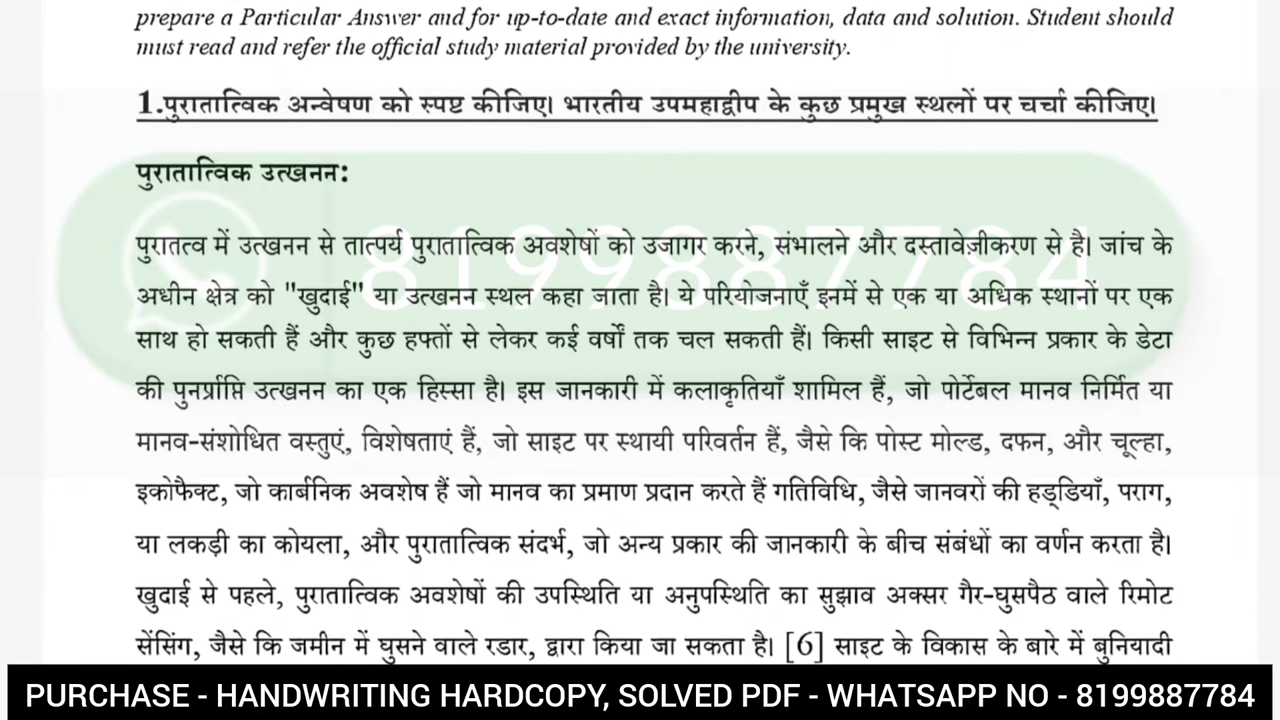 prepare a Particular Answer and for up-to-date and exact information, data and solution. Student should
must read and refer the official study material provided by the university.
1.पुरातात्विक अन्वेषण को स्पष्ट कीजिए। भारतीय उपमहाद्वीप के कुछ प्रमुख स्थलों पर चर्चा कीजिए।
पुरातात्विक उत्खनन:
पुरातत्व में उत्खनन से तात्पर्य पुरातात्विक अवशेषों को उजागर करने, संभालने और दस्तावेज़ीकरण से है। जांच के
अधीन क्षेत्र को "खुदाई" या उत्खनन स्थल कहा जाता है। ये परियोजनाएँ इनमें से एक या अधिक स्थानों पर एक
साथ हो सकती हैं और कुछ हफ्तों से लेकर कई वर्षों तक चल सकती हैं। किसी साइट से विभिन्न प्रकार के डेटा
की पुनर्प्राप्ति उत्खनन का एक हिस्सा है। इस जानकारी में कलाकृतियाँ शामिल हैं, जो पोर्टेबल मानव निर्मित या
मानव-संशोधित वस्तुएं, विशेषताएं हैं, जो साइट पर स्थायी परिवर्तन हैं, जैसे कि पोस्ट मोल्ड, दफन, और चूल्हा,
इकोफैक्ट, जो कार्बनिक अवशेष हैं जो मानव का प्रमाण प्रदान करते हैं गतिविधि, जैसे जानवरों की हड्डियाँ, पराग,
या लकड़ी का कोयला, और पुरातात्विक संदर्भ, जो अन्य प्रकार की जानकारी के बीच संबंधों का वर्णन करता है।
खुदाई से पहले, पुरातात्विक अवशेषों की उपस्थिति या अनुपस्थिति का सुझाव अक्सर गैर-घुसपैठ वाले रिमोट
सेंसिंग, जैसे कि जमीन में घुसने वाले रडार, द्वारा किया जा सकता है। [6] साइट के विकास के बारे में बुनियादी
8199887784
PURCHASE - HANDWRITING HARDCOPY, SOLVED PDF - WHATSAPP NO - 8199887784